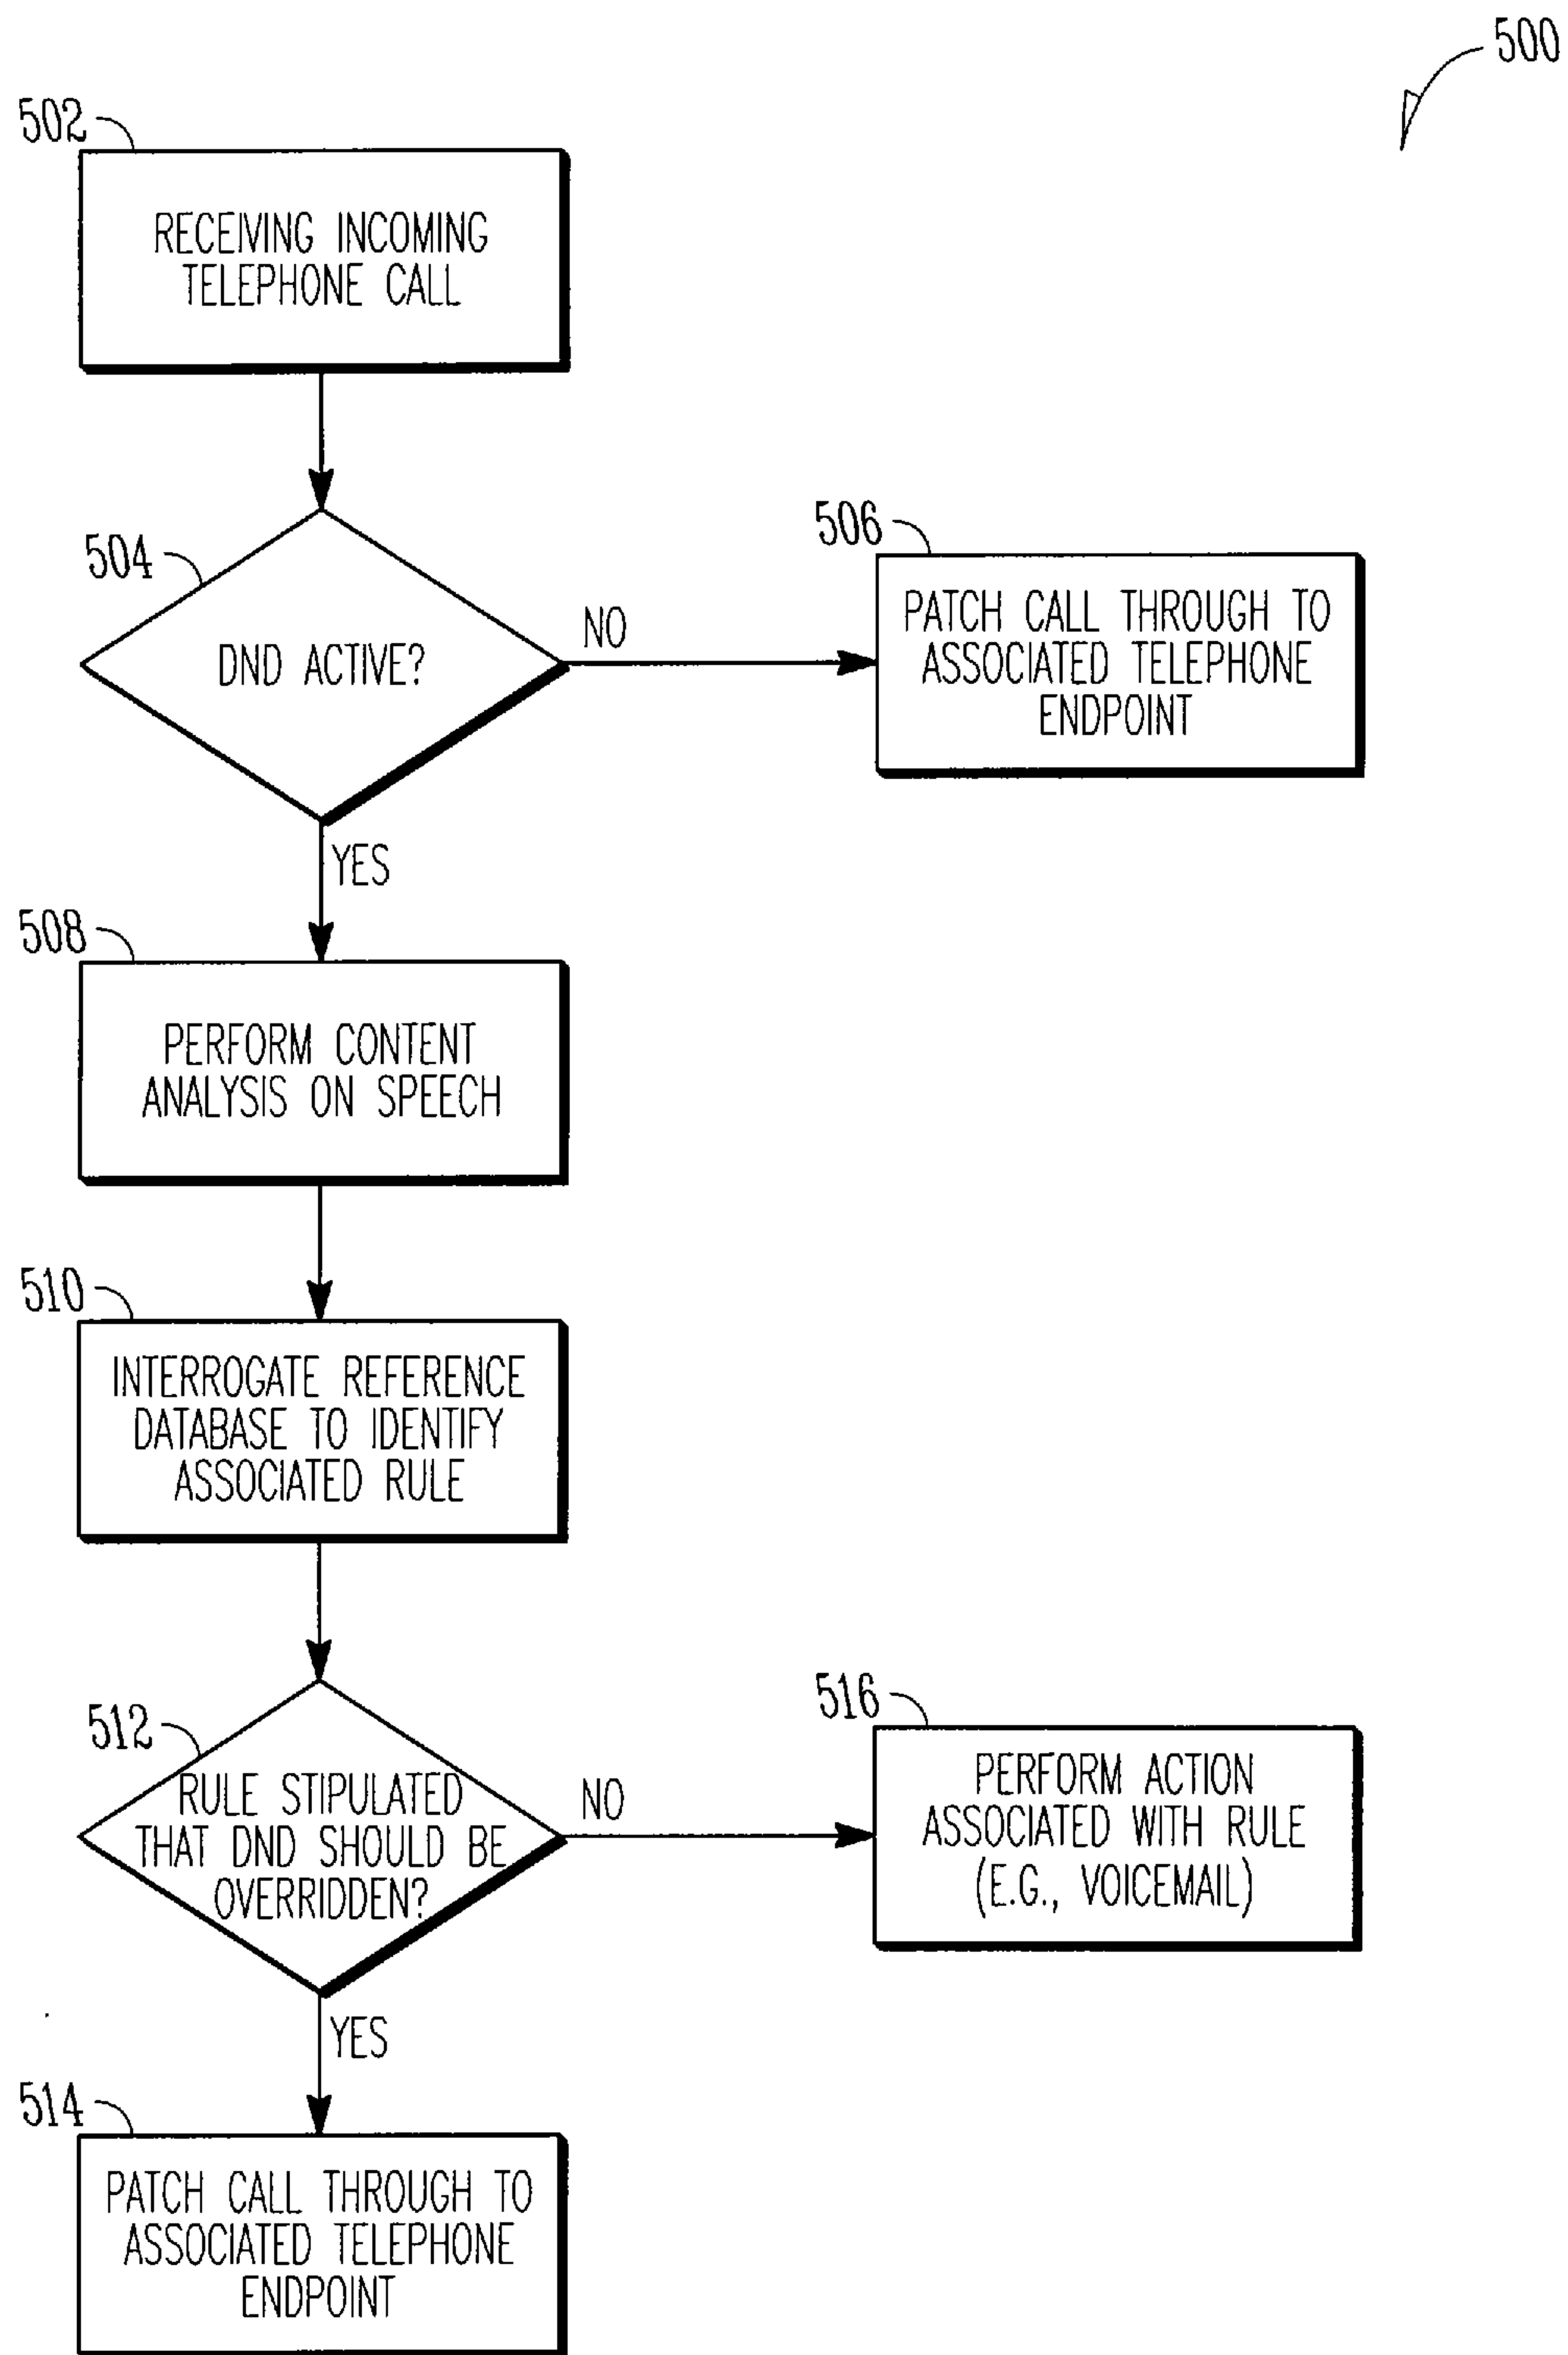 500
502
RECEIVING INCOMING
TELEPHONE CALL
504
DND ACTIVE?
NO
506
PATCH CALL THROUGH TO
ASSOCIATED TELEPHONE
ENDPOINT
YES
508
PERFORM CONTENT
ANALYSIS ON SPEECH
510
INTERROGATE REFERENCE
DATABASE TO IDENTIFY
ASSOCIATED RULE
512
RULE STIPULATED
THAT DND SHOULD BE
OVERRIDDEN?
NO
516
PERFORM ACTION
ASSOCIATED WITH RULE
(E.G., VOICEMAIL)
YES
514
PATCH CALL THROUGH TO
ASSOCIATED TELEPHONE
ENDPOINT